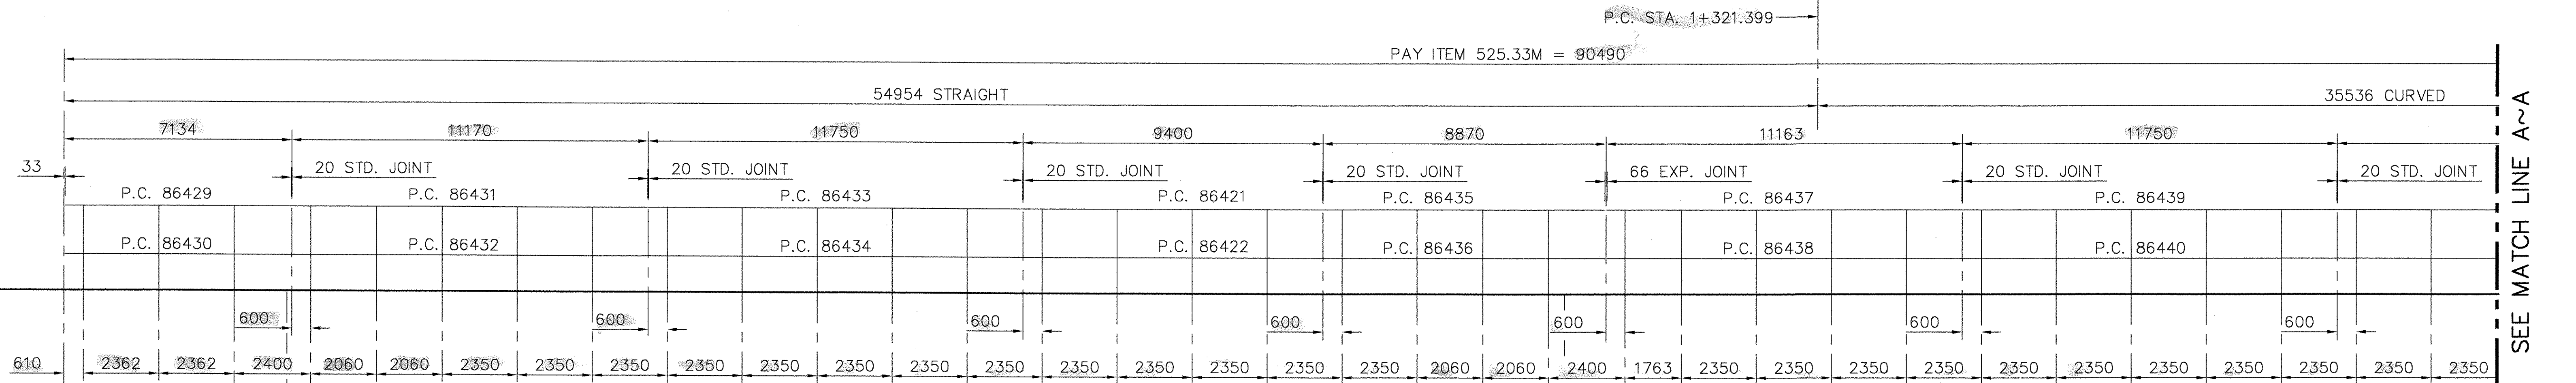 P.C. STA. 1+321.399
PAY ITEM 525.33M = 90490
54954 STRAIGHT 35536 CURVED
7134 11170 11750 9400 8870 11163 11750
33 20 STD. JOINT 20 STD. JOINT 20 STD. JOINT 20 STD. JOINT 66 EXP. JOINT 20 STD. JOINT 20 STD. JOINT
P.C. 86429 P.C. 86431 P.C. 86433 P.C. 86421 P.C. 86435 P.C. 86437 P.C. 86439
P.C. 86430 P.C. 86432 P.C. 86434 P.C. 86422 P.C. 86436 P.C. 86438 P.C. 86440
600 600 600 600 600 600 600
610 2362 2362 2400 2060 2060 2350 2350 2350 2350 2350 2350 2350 2350 2350 2350 2350 2350 2350 2060 2060 2400 1763 2350 2350 2350 2350 2350 2350 2350 2350 2350 2350 2350
SEE MATCH LINE A~A